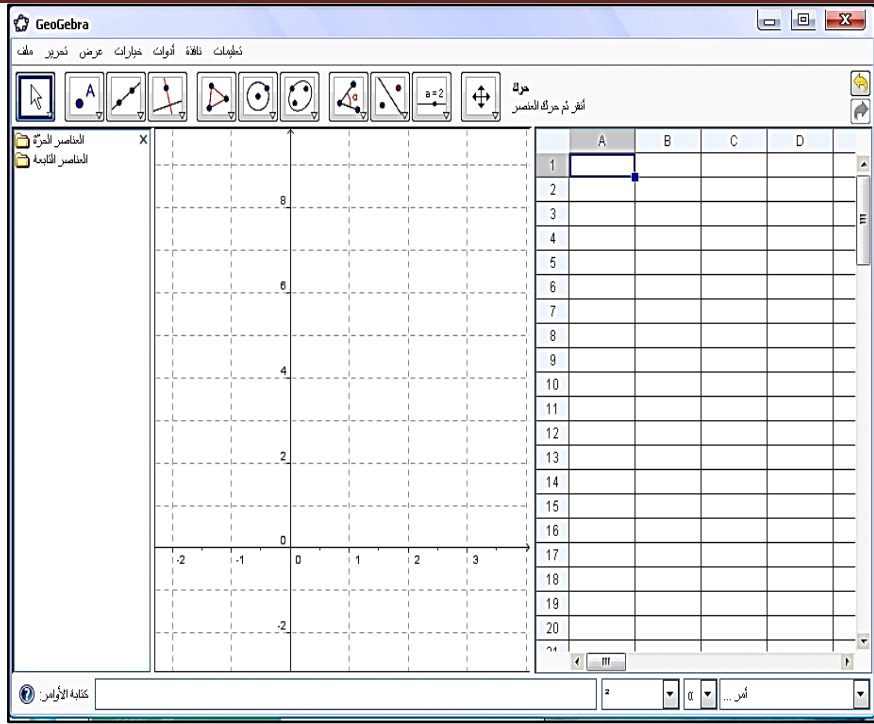 GeoGebra
ملف تحرير عرض خيارات أدوات نافذة تعليمات
A
α
a = 2
حرك
أنقر ثم حرك العنصر
العناصر الحرّة X
العناصر التابعة
8
6
4
2
0
-2 -1 0 1 2 3
-2
A B C D
1
2
3
4
5
6
7
8
9
10
11
12
13
14
15
16
17
18
19
20
كتابة الأوامر:
² α أمر ...